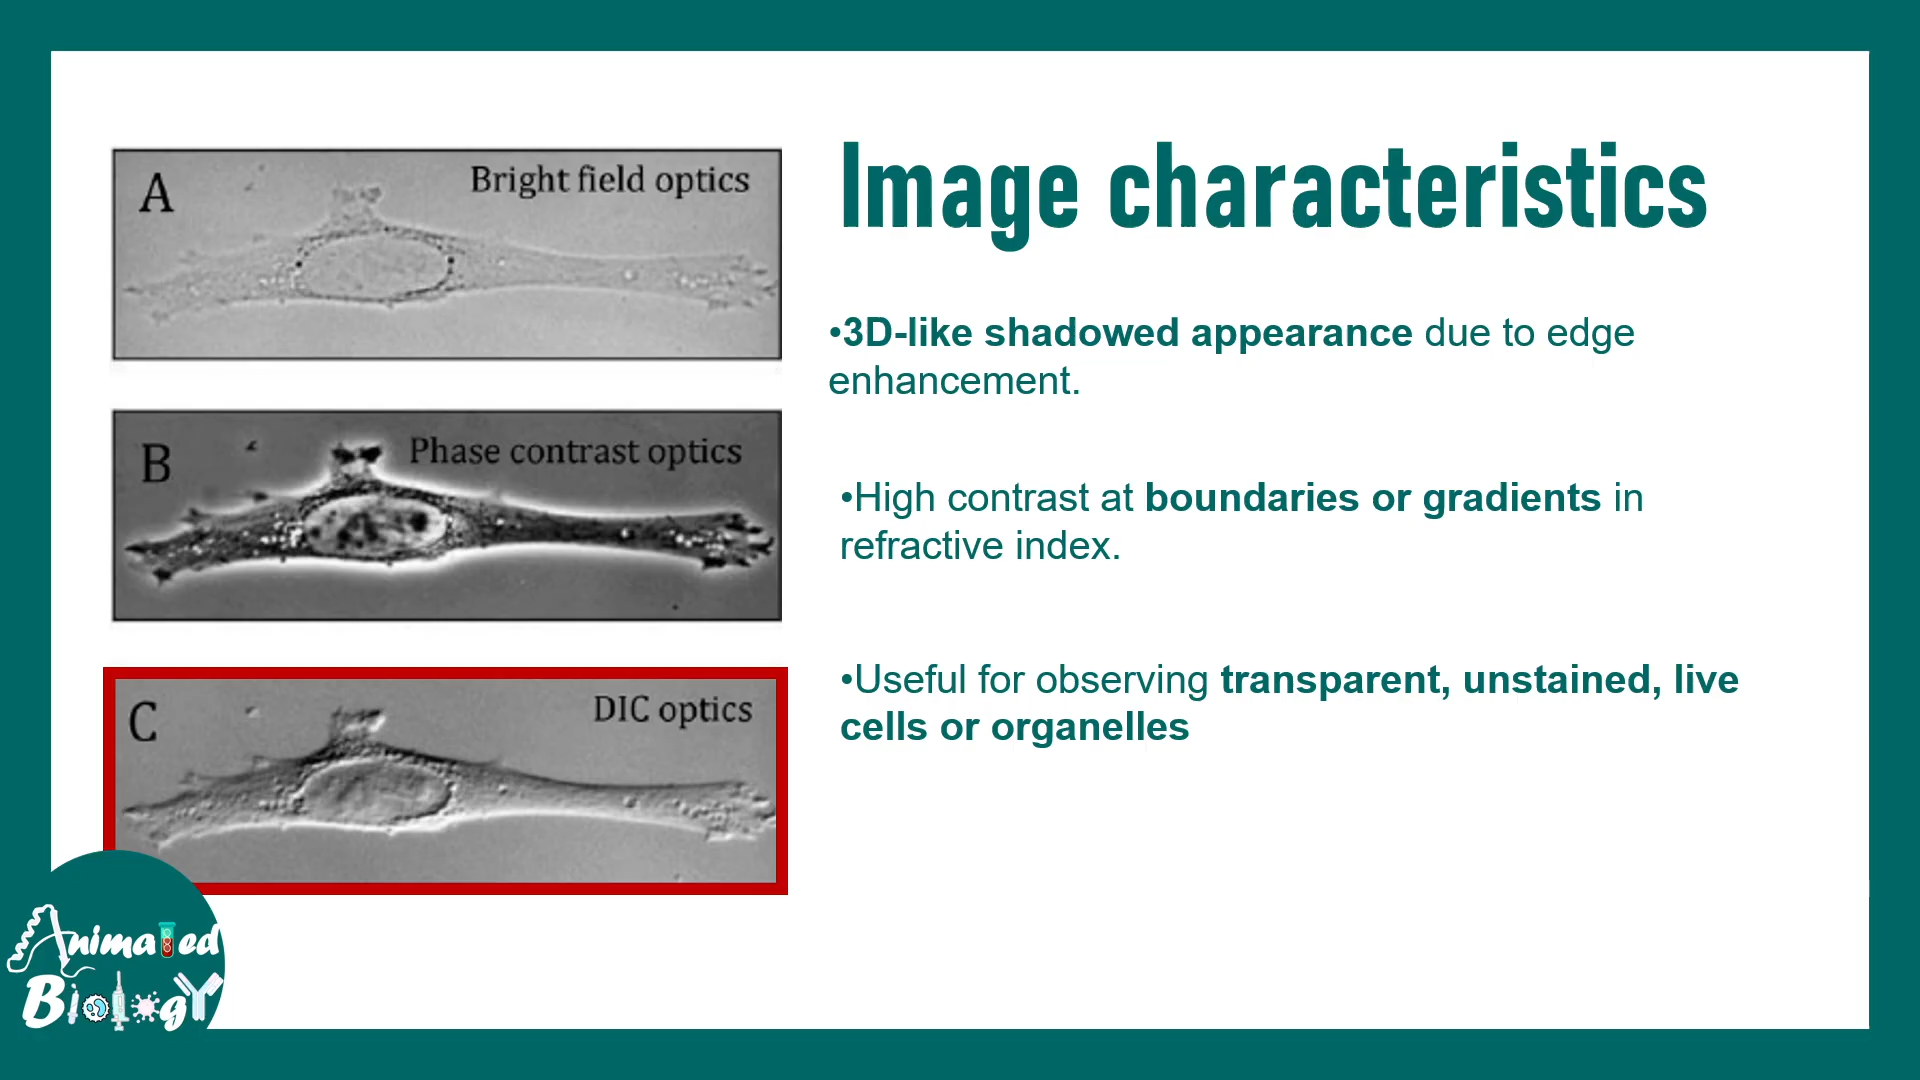 A
Bright field optics
B
Phase contrast optics
C
DIC optics
Image characteristics
•3D-like shadowed appearance due to edge
enhancement.
•High contrast at boundaries or gradients in
refractive index.
•Useful for observing transparent, unstained, live
cells or organelles
Animated
Biology